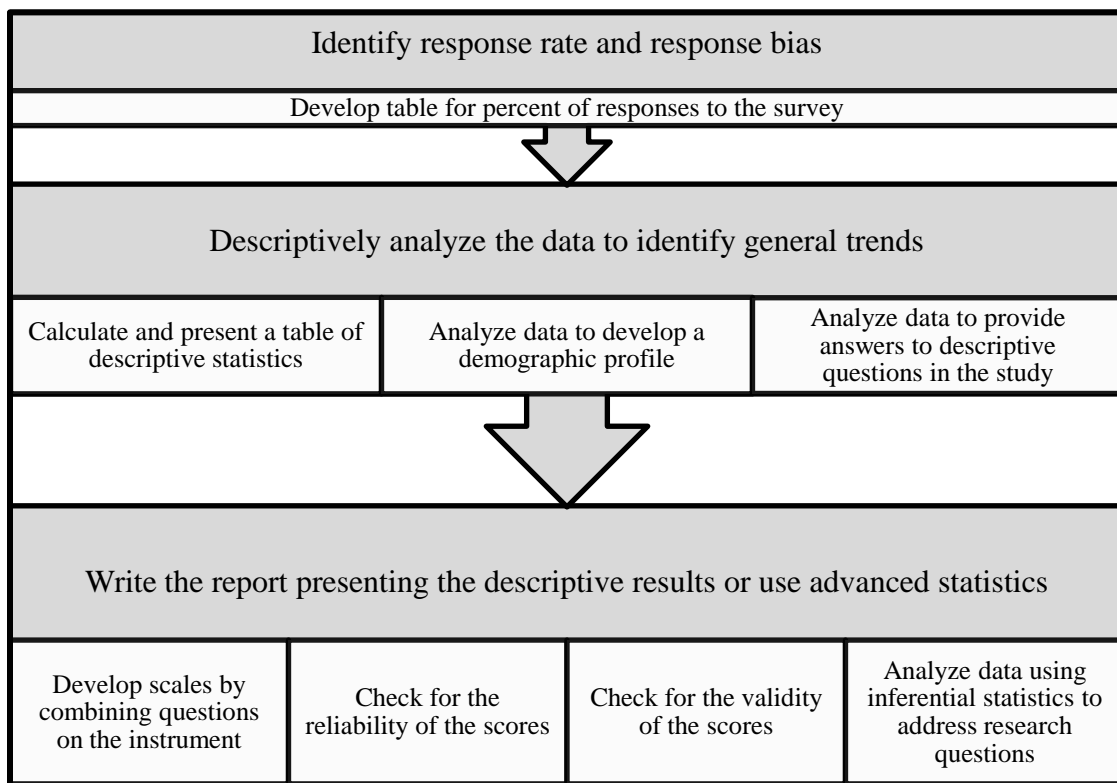 Identify response rate and response bias
Develop table for percent of responses to the survey
Descriptively analyze the data to identify general trends
Calculate and present a table of
descriptive statistics
Analyze data to develop a
demographic profile
Analyze data to provide
answers to descriptive
questions in the study
Write the report presenting the descriptive results or use advanced statistics
Develop scales by
combining questions
on the instrument
Check for the
reliability of the scores
Check for the validity
of the scores
Analyze data using
inferential statistics to
address research
questions